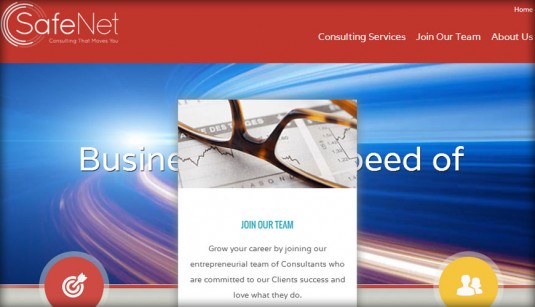 SafeNet
Consulting That Moves You
Home
Consulting Services Join Our Team About Us
Busine
peed of
JOIN OUR TEAM
Grow your career by joining our
entrepreneurial team of Consultants who
are committed to our Clients success and
love what they do.